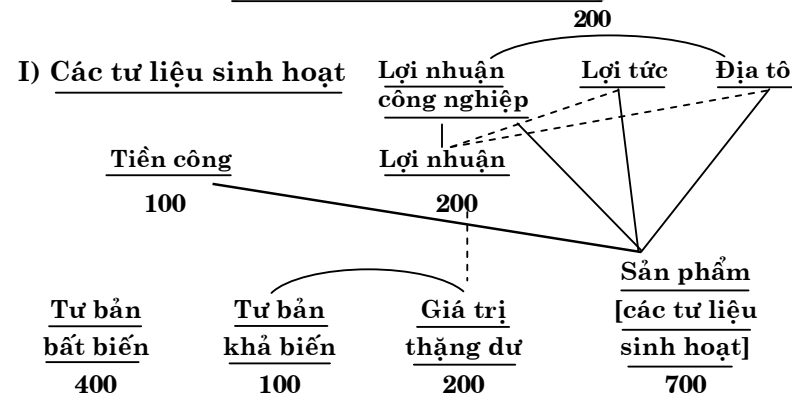 200
I) Các tư liệu sinh hoạt Lợi nhuận Lợi tức Địa tô
công nghiệp
Tiền công Lợi nhuận
100 200
Sản phẩm
Tư bản Tư bản Giá trị [các tư liệu
bất biến khả biến thặng dư sinh hoạt]
400 100 200 700